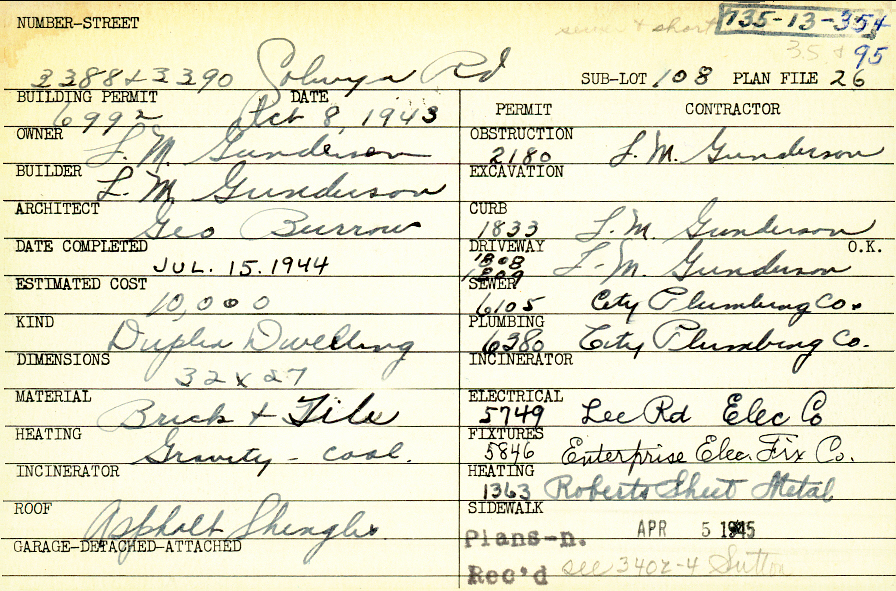 735-13-354
NUMBER-STREET
sewer & short
35 & 95
3388 & 3390 Solwyn Rd SUB-LOT 108 PLAN FILE 26
BUILDING PERMIT DATE
6992 Oct 8, 1943
PERMIT CONTRACTOR
OWNER L. M. Gunderson
OBSTRUCTION 2180 L. M. Gunderson
BUILDER L. M. Gunderson
EXCAVATION
ARCHITECT Geo Burrow
CURB 1833 L. M. Gunderson
DATE COMPLETED JUL. 15. 1944
DRIVEWAY 1808 1809 L. M. Gunderson O.K.
ESTIMATED COST 10,000
SEWER 6105 City Plumbing Co.
KIND Duplex Dwelling
PLUMBING 6380 City Plumbing Co.
DIMENSIONS 32 x 27
INCINERATOR
MATERIAL Brick & Tile
ELECTRICAL 5749 Lee Rd Elec Co
HEATING Gravity - coal.
FIXTURES 5846 Enterprise Elec. Fix Co.
INCINERATOR
HEATING 1363 Roberts Sheet Metal
ROOF Asphalt Shingles
SIDEWALK
GARAGE-DETACHED-ATTACHED
Plans-n. APR 5 1945
Rec'd see 3402-4 Sutton